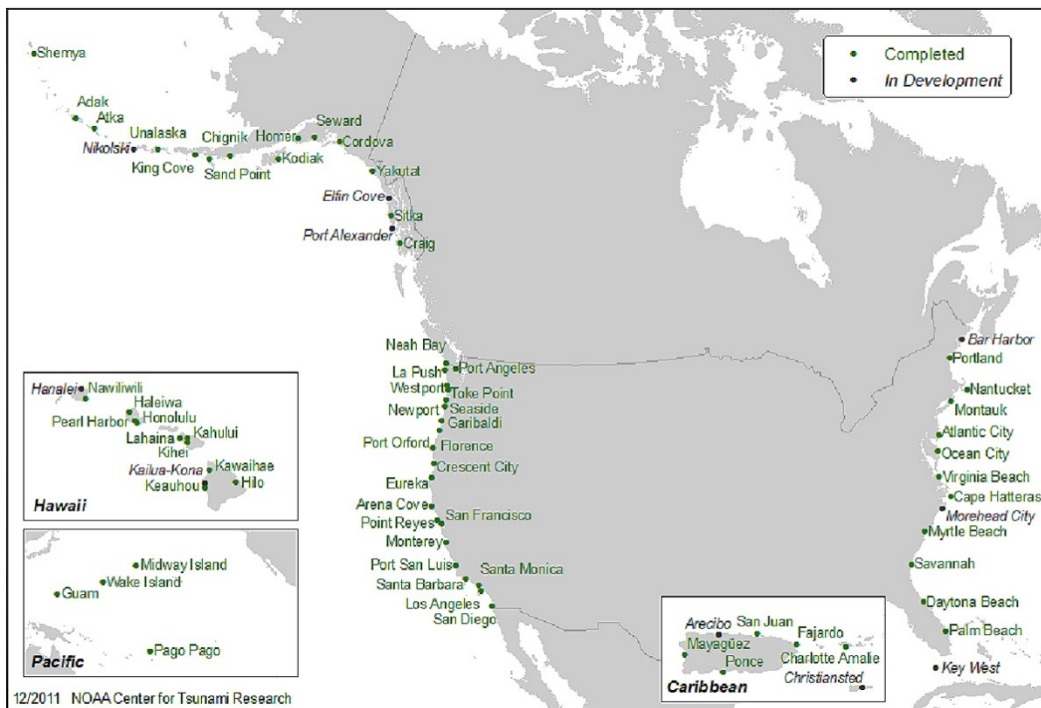 Completed
In Development
Shemya
Adak
Atka
Nikolski
Unalaska
King Cove
Chignik
Sand Point
Homer
Seward
Kodiak
Cordova
Yakutat
Elfin Cove
Sitka
Port Alexander
Craig
Neah Bay
La Push
Port Angeles
Westport
Toke Point
Newport
Seaside
Garibaldi
Port Orford
Florence
Crescent City
Eureka
Arena Cove
San Francisco
Point Reyes
Monterey
Port San Luis
Santa Monica
Santa Barbara
Los Angeles
San Diego
Bar Harbor
Portland
Nantucket
Montauk
Atlantic City
Ocean City
Virginia Beach
Cape Hatteras
Morehead City
Myrtle Beach
Savannah
Daytona Beach
Palm Beach
Key West
Hanalei
Nawiliwili
Haleiwa
Pearl Harbor
Honolulu
Lahaina
Kahului
Kihei
Kailua-Kona
Kawaihae
Keauhou
Hilo
Hawaii
Midway Island
Wake Island
Guam
Pago Pago
Pacific
Arecibo
San Juan
Fajardo
Mayagüez
Ponce
Charlotte Amalie
Christiansted
Caribbean
12/2011 NOAA Center for Tsunami Research